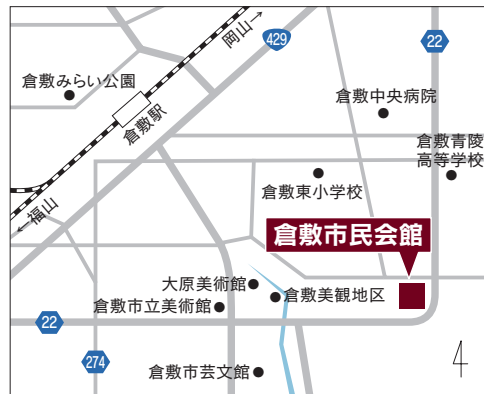 岡山→
429
22
倉敷みらい公園
倉敷駅
倉敷中央病院
倉敷青陵
高等学校
倉敷東小学校
←福山
倉敷市民会館
大原美術館
倉敷美観地区
倉敷市立美術館
22
274
倉敷市芸文館
4